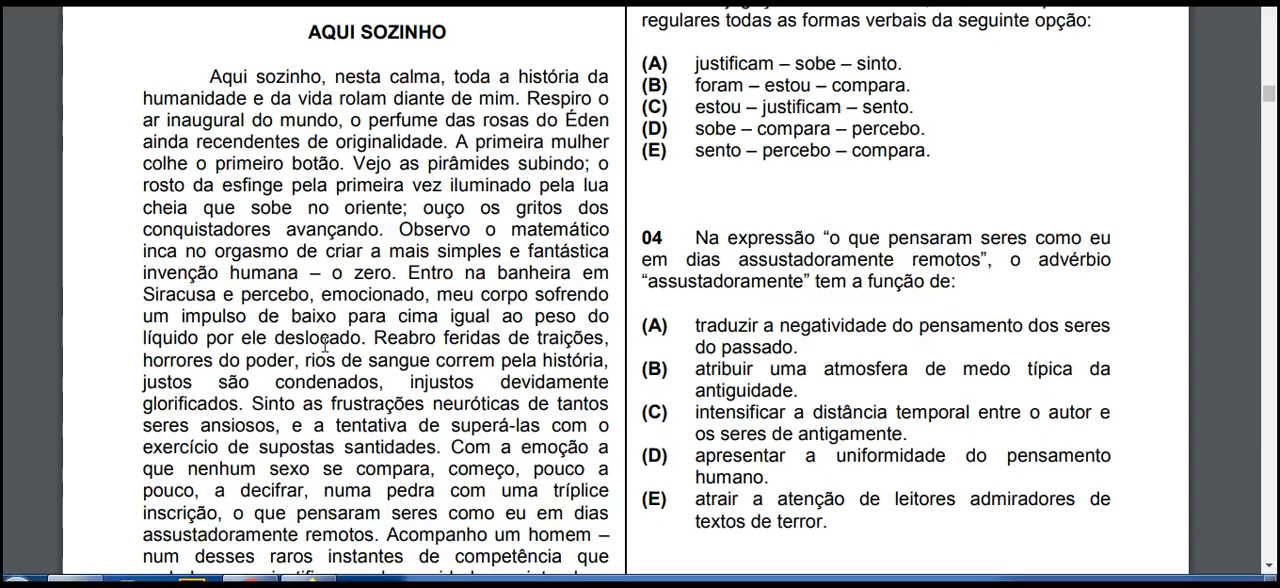 AQUI SOZINHO
Aqui sozinho, nesta calma, toda a história da
humanidade e da vida rolam diante de mim. Respiro o
ar inaugural do mundo, o perfume das rosas do Éden
ainda recendentes de originalidade. A primeira mulher
colhe o primeiro botão. Vejo as pirâmides subindo; o
rosto da esfinge pela primeira vez iluminado pela lua
cheia que sobe no oriente; ouço os gritos dos
conquistadores avançando. Observo o matemático
inca no orgasmo de criar a mais simples e fantástica
invenção humana – o zero. Entro na banheira em
Siracusa e percebo, emocionado, meu corpo sofrendo
um impulso de baixo para cima igual ao peso do
líquido por ele deslocado. Reabro feridas de traições,
horrores do poder, rios de sangue correm pela história,
justos são condenados, injustos devidamente
glorificados. Sinto as frustrações neuróticas de tantos
seres ansiosos, e a tentativa de superá-las com o
exercício de supostas santidades. Com a emoção a
que nenhum sexo se compara, começo, pouco a
pouco, a decifrar, numa pedra com uma tríplice
inscrição, o que pensaram seres como eu em dias
assustadoramente remotos. Acompanho um homem –
num desses raros instantes de competência que
regulares todas as formas verbais da seguinte opção:
(A) justificam – sobe – sinto.
(B) foram – estou – compara.
(C) estou – justificam – sento.
(D) sobe – compara – percebo.
(E) sento – percebo – compara.
04 Na expressão “o que pensaram seres como eu
em dias assustadoramente remotos”, o advérbio
“assustadoramente” tem a função de:
(A) traduzir a negatividade do pensamento dos seres
do passado.
(B) atribuir uma atmosfera de medo típica da
antiguidade.
(C) intensificar a distância temporal entre o autor e
os seres de antigamente.
(D) apresentar a uniformidade do pensamento
humano.
(E) atrair a atenção de leitores admiradores de
textos de terror.